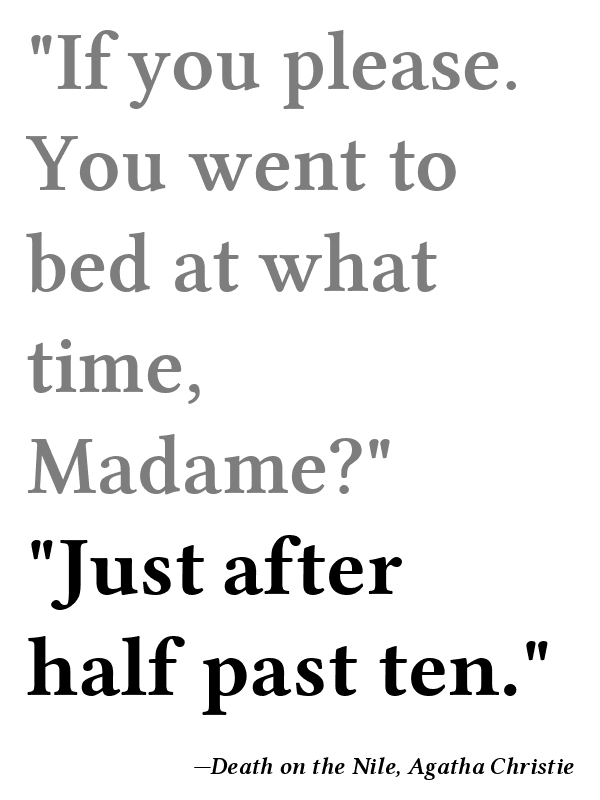 "If you please.
You went to
bed at what
time,
Madame?"
"Just after
half past ten."
—Death on the Nile, Agatha Christie